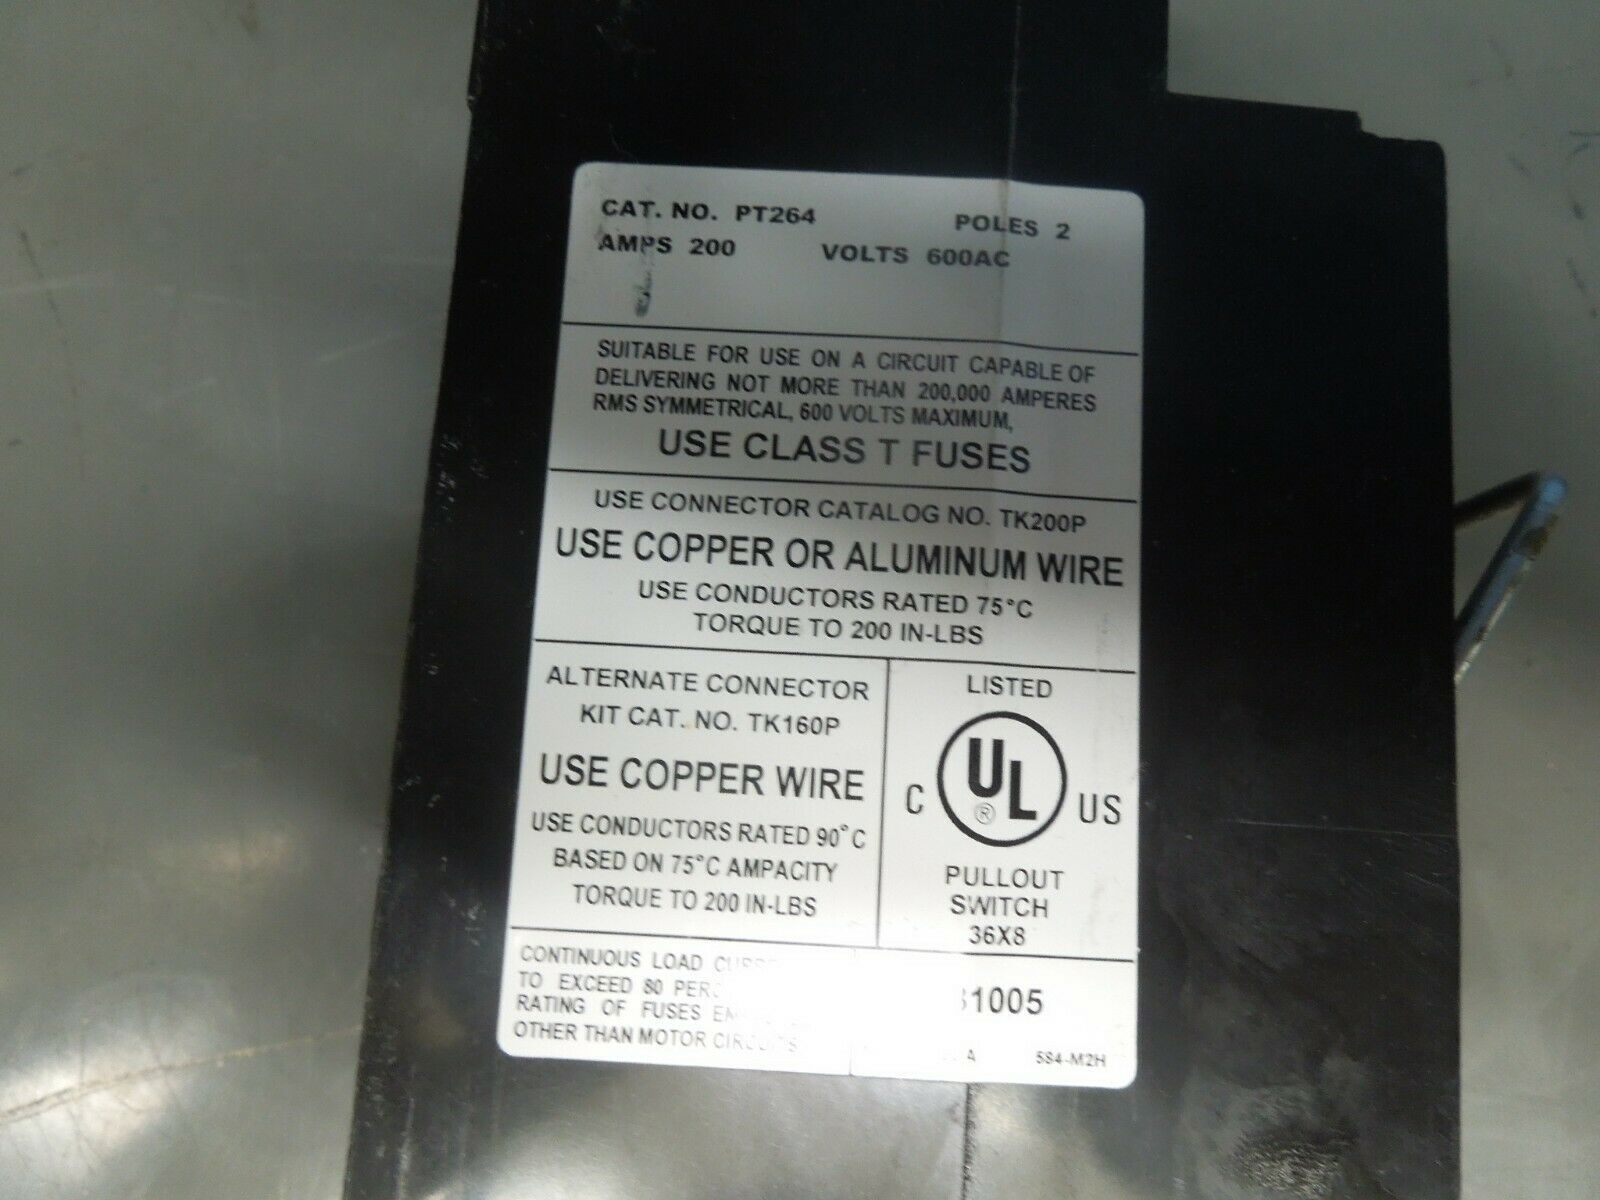 CAT. NO. PT264 POLES 2
AMPS 200 VOLTS 600AC
SUITABLE FOR USE ON A CIRCUIT CAPABLE OF
DELIVERING NOT MORE THAN 200,000 AMPERES
RMS SYMMETRICAL, 600 VOLTS MAXIMUM,
USE CLASS T FUSES
USE CONNECTOR CATALOG NO. TK200P
USE COPPER OR ALUMINUM WIRE
USE CONDUCTORS RATED 75°C
TORQUE TO 200 IN-LBS
ALTERNATE CONNECTOR
KIT CAT. NO. TK160P
USE COPPER WIRE
USE CONDUCTORS RATED 90°C
BASED ON 75°C AMPACITY
TORQUE TO 200 IN-LBS
LISTED
C UL® US
PULLOUT
SWITCH
36X8
CONTINUOUS LOAD
TO EXCEED 80
RATING OF FUSES
OTHER THAN MOTOR CIRCUITS
1005
A 584-M2H